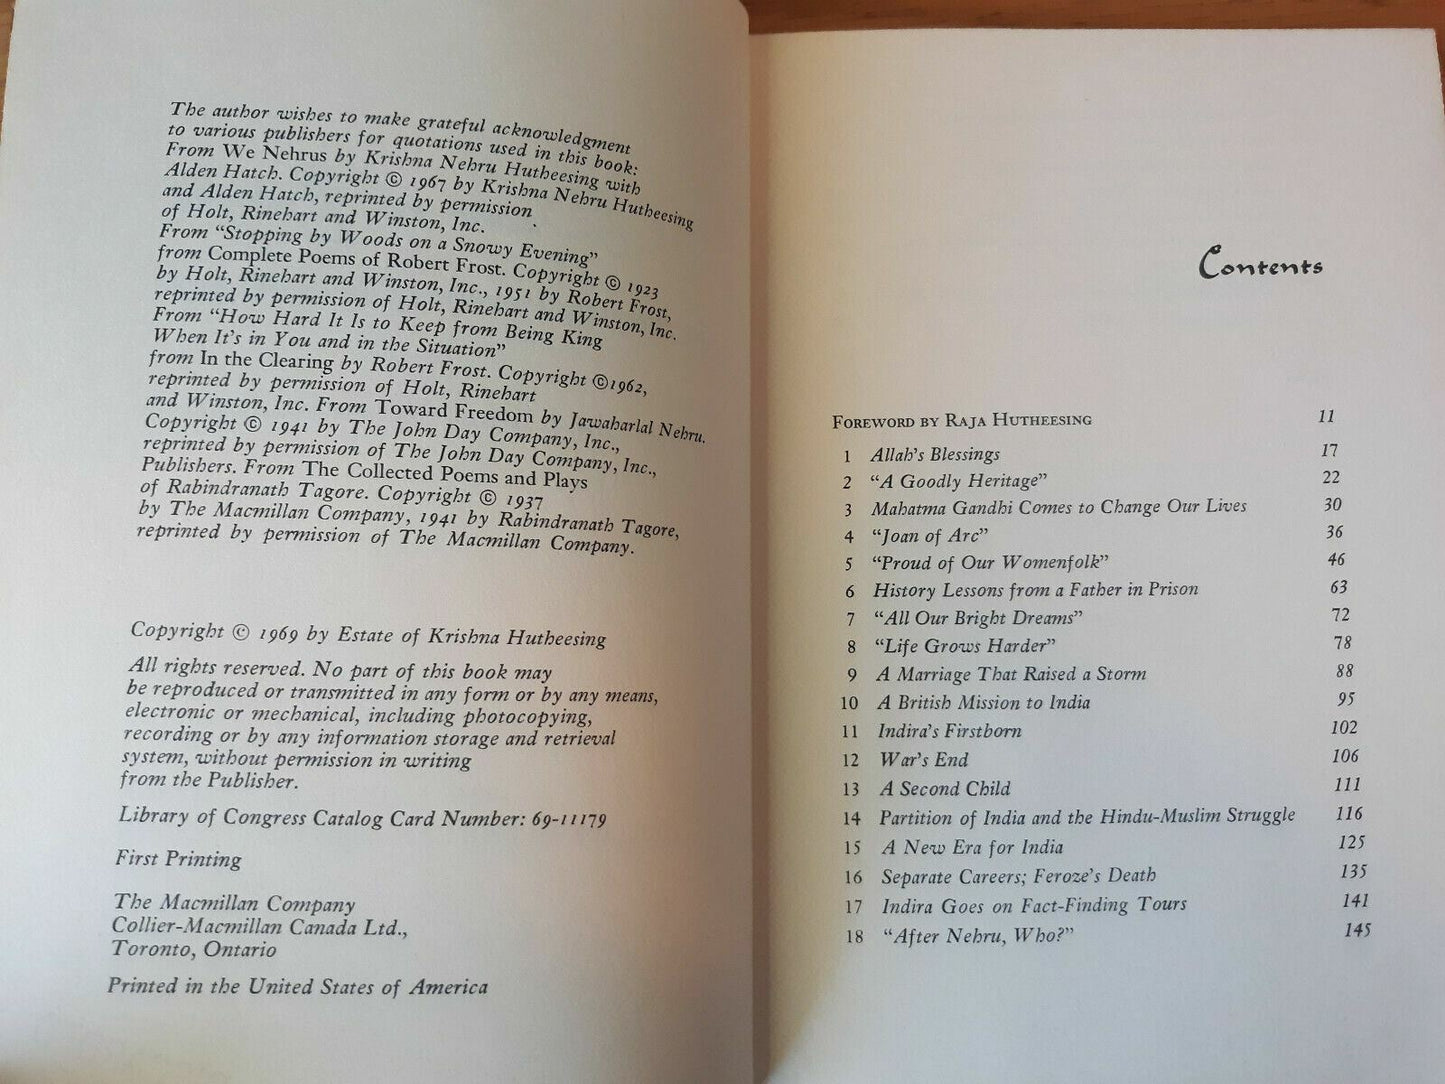 The author wishes to make grateful acknowledgment
to various publishers for quotations used in this book:
From We Nehrus by Krishna Nehru Hutheesing with
Alden Hatch. Copyright © 1967 by Krishna Nehru Hutheesing
and Alden Hatch, reprinted by permission
of Holt, Rinehart and Winston, Inc.
From “Stopping by Woods on a Snowy Evening”
from Complete Poems of Robert Frost. Copyright © 1923
by Holt, Rinehart and Winston, Inc., 1951 by Robert Frost,
reprinted by permission of Holt, Rinehart and Winston, Inc.
From “How Hard It Is to Keep from Being King
When It's in You and in the Situation”
from In the Clearing by Robert Frost. Copyright ©1962,
reprinted by permission of Holt, Rinehart
and Winston, Inc. From Toward Freedom by Jawaharlal Nehru.
Copyright © 1941 by The John Day Company, Inc.,
reprinted by permission of The John Day Company, Inc.,
Publishers. From The Collected Poems and Plays
of Rabindranath Tagore. Copyright © 1937
by The Macmillan Company, 1941 by Rabindranath Tagore,
reprinted by permission of The Macmillan Company.
Copyright © 1969 by Estate of Krishna Hutheesing
All rights reserved. No part of this book may
be reproduced or transmitted in any form or by any means,
electronic or mechanical, including photocopying,
recording or by any information storage and retrieval
system, without permission in writing
from the Publisher.
Library of Congress Catalog Card Number: 69-11179
First Printing
The Macmillan Company
Collier-Macmillan Canada Ltd.,
Toronto, Ontario
Printed in the United States of America
Contents
Foreword by Raja Hutheesing 11
1 Allah's Blessings 17
2 “A Goodly Heritage” 22
3 Mahatma Gandhi Comes to Change Our Lives 30
4 “Joan of Arc” 36
5 “Proud of Our Womenfolk” 46
6 History Lessons from a Father in Prison 63
7 “All Our Bright Dreams” 72
8 “Life Grows Harder” 78
9 A Marriage That Raised a Storm 88
10 A British Mission to India 95
11 Indira's Firstborn 102
12 War's End 106
13 A Second Child 111
14 Partition of India and the Hindu-Muslim Struggle 116
15 A New Era for India 125
16 Separate Careers; Feroze's Death 135
17 Indira Goes on Fact-Finding Tours 141
18 “After Nehru, Who?” 145